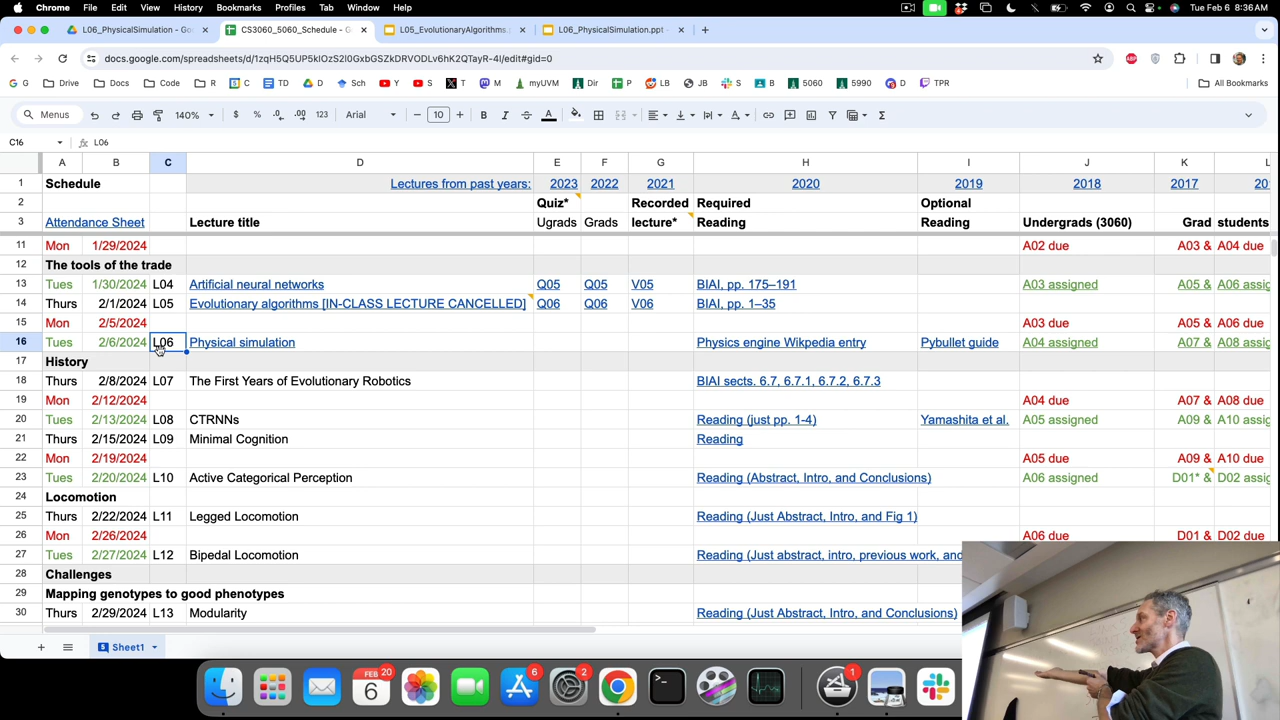 Chrome File Edit View History Bookmarks Profiles Tab Window Help Tue Feb 6 8:36 AM
L06_PhysicalSimulation - Goo CS3060_5060_Schedule - G L05_EvolutionaryAlgorithms. L06_PhysicalSimulation.ppt -
docs.google.com/spreadsheets/d/1zqH5Q5UP5kIOzS2l0GxbGSZkDRVODLv6hK2QTayR-4I/edit#gid=0
G Drive Docs Code R C TD D Sch Y S T M myUVM Dir P LB JB S B 5060 5990 D TPR All Bookmarks
Menus 140% $ % .0 .00 123 Arial 10 B I A
C16 L06
A B C D E F G H I J K L
1 Schedule Lectures from past years: 2023 2022 2021 2020 2019 2018 2017 20
2 Quiz* Recorded Required Optional
3 Attendance Sheet Lecture title Ugrads Grads lecture* Reading Reading Undergrads (3060) Grad students
11 Mon 1/29/2024 A02 due A03 & A04 due
12 The tools of the trade
13 Tues 1/30/2024 L04 Artificial neural networks Q05 Q05 V05 BIAI, pp. 175–191 A03 assigned A05 & A06 assig
14 Thurs 2/1/2024 L05 Evolutionary algorithms [IN-CLASS LECTURE CANCELLED] Q06 Q06 V06 BIAI, pp. 1–35
15 Mon 2/5/2024 A03 due A05 & A06 due
16 Tues 2/6/2024 L06 Physical simulation Physics engine Wikpedia entry Pybullet guide A04 assigned A07 & A08 assig
17 History
18 Thurs 2/8/2024 L07 The First Years of Evolutionary Robotics BIAI sects. 6.7, 6.7.1, 6.7.2, 6.7.3
19 Mon 2/12/2024 A04 due A07 & A08 due
20 Tues 2/13/2024 L08 CTRNNs Reading (just pp. 1-4) Yamashita et al. A05 assigned A09 & A10 assig
21 Thurs 2/15/2024 L09 Minimal Cognition Reading
22 Mon 2/19/2024 A05 due A09 & A10 due
23 Tues 2/20/2024 L10 Active Categorical Perception Reading (Abstract, Intro, and Conclusions) A06 assigned D01* & D02 assig
24 Locomotion
25 Thurs 2/22/2024 L11 Legged Locomotion Reading (Just Abstract, Intro, and Fig 1)
26 Mon 2/26/2024 A06 due D01 & D02 due
27 Tues 2/27/2024 L12 Bipedal Locomotion Reading (Just abstract, intro, previous work, and
28 Challenges
29 Mapping genotypes to good phenotypes
30 Thurs 2/29/2024 L13 Modularity Reading (Just Abstract, Intro, and Conclusions)
Sheet1
FEB 20 6 2 1
6